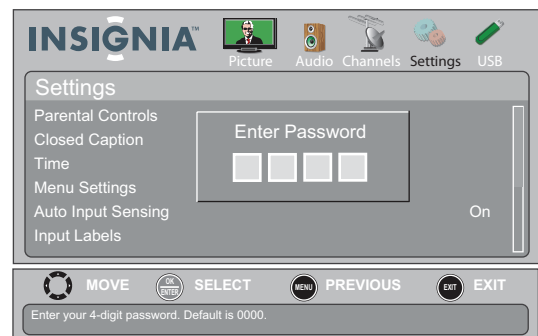 INSIGNIA™
Picture Audio Channels Settings USB
Settings
Parental Controls
Closed Caption
Time
Menu Settings
Auto Input Sensing On
Input Labels
Enter Password
MOVE OK ENTER SELECT MENU PREVIOUS EXIT EXIT
Enter your 4-digit password. Default is 0000.